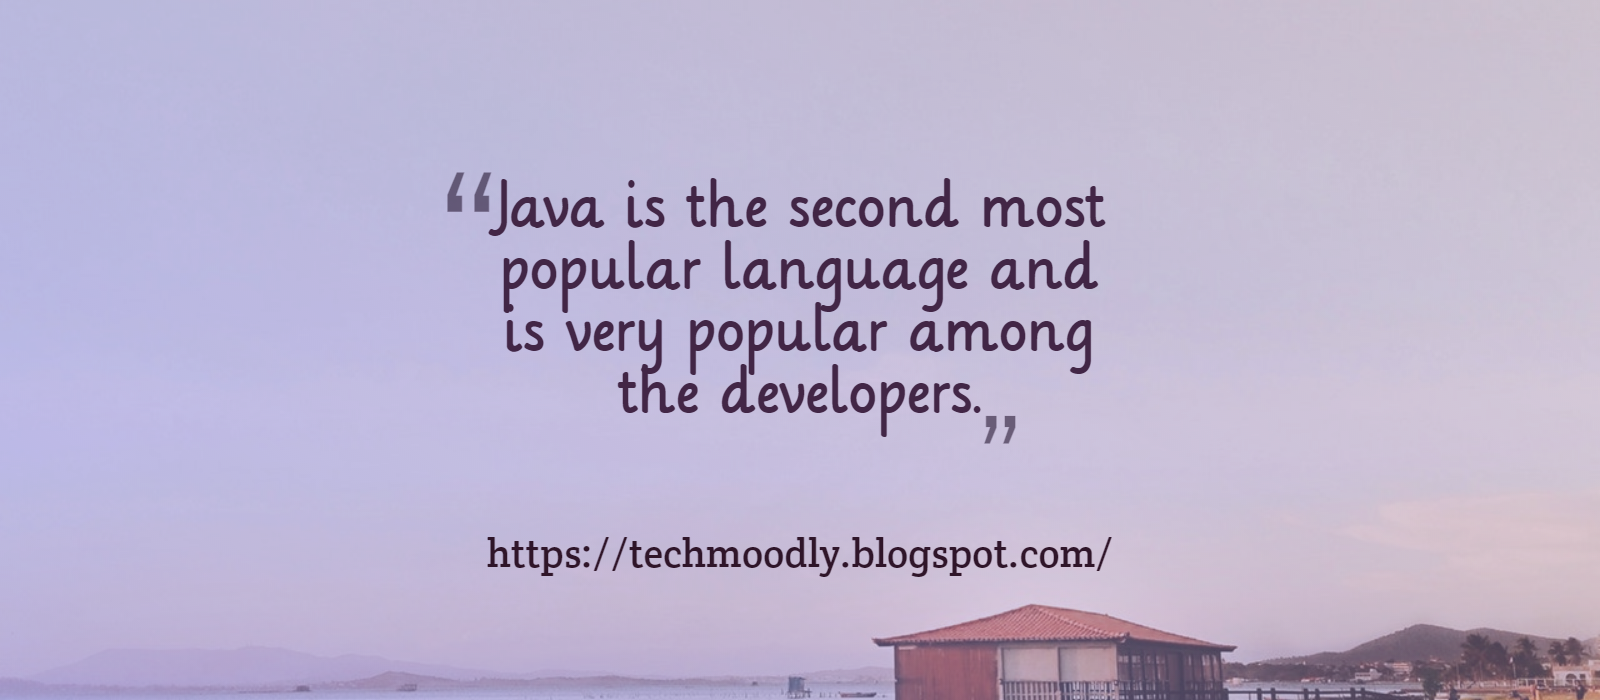 “Java is the second most
popular language and
is very popular among
the developers.”
https://techmoodly.blogspot.com/